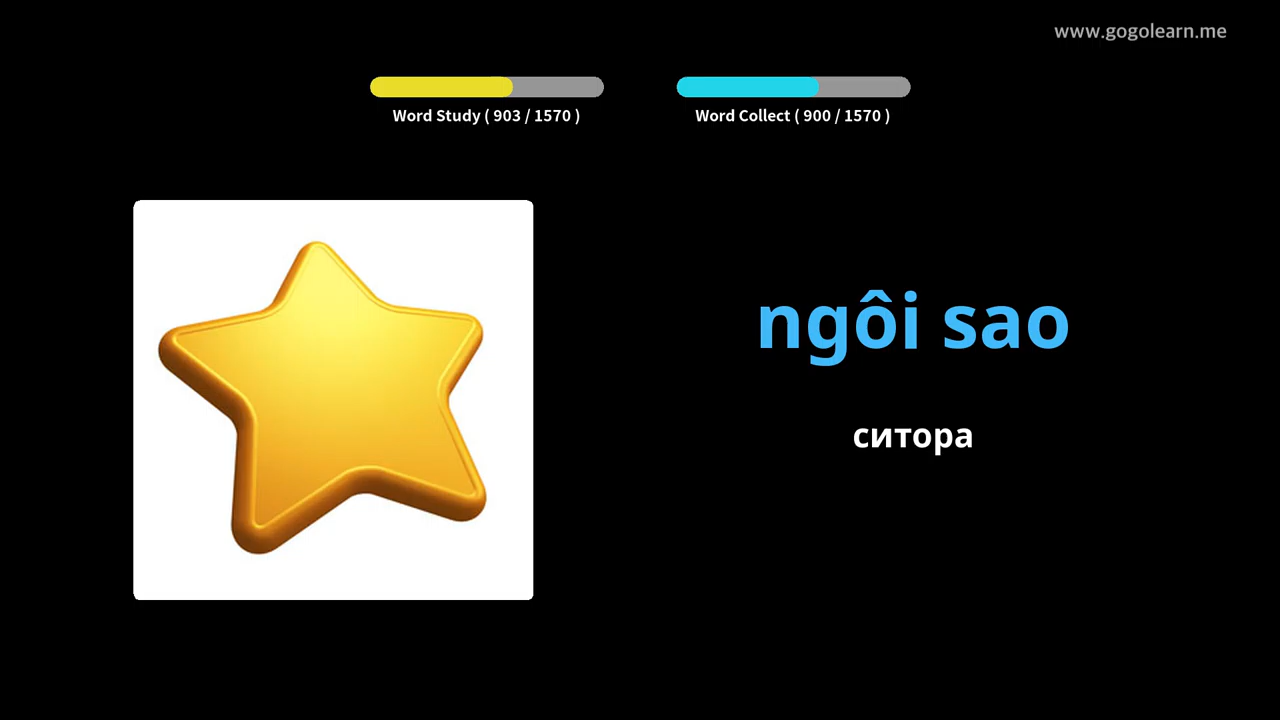 www.gogolearn.me
Word Study ( 903 / 1570 )
Word Collect ( 900 / 1570 )
ngôi sao
ситора